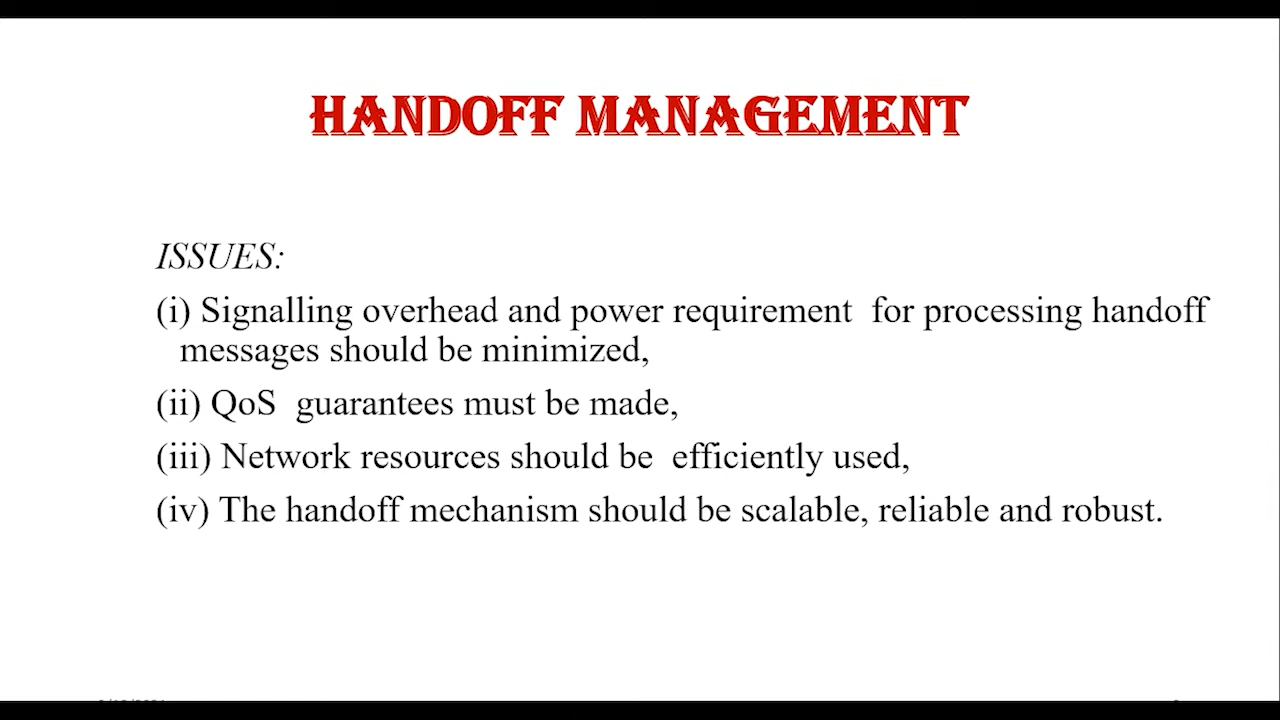 HANDOFF MANAGEMENT
ISSUES:
(i) Signalling overhead and power requirement for processing handoff
messages should be minimized,
(ii) QoS guarantees must be made,
(iii) Network resources should be efficiently used,
(iv) The handoff mechanism should be scalable, reliable and robust.